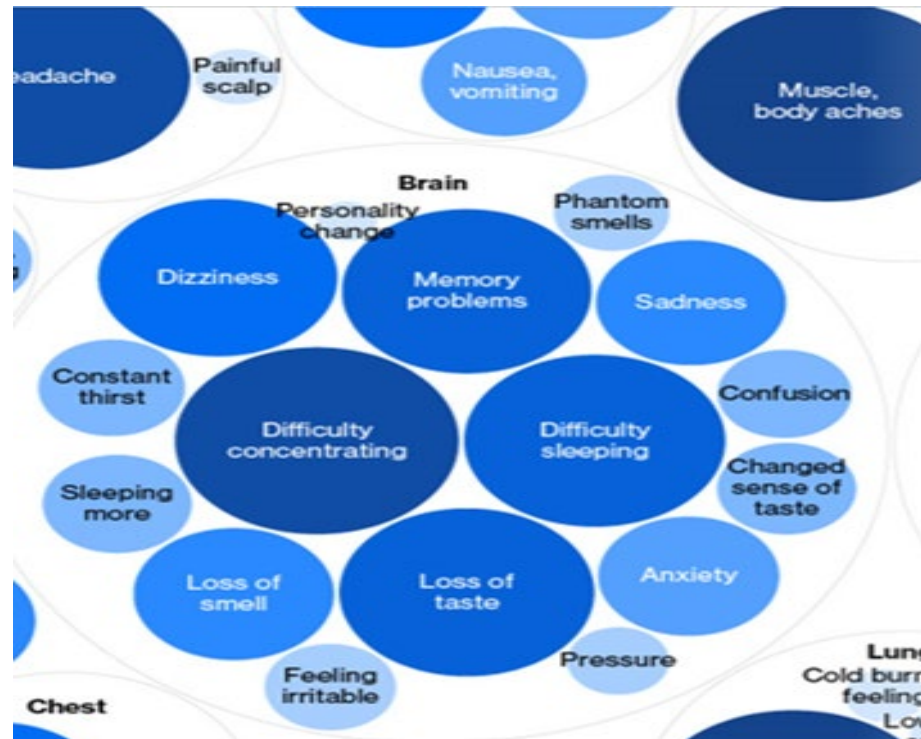 eadache
Painful
scalp
Nausea,
vomiting
Muscle,
body aches
Brain
Personality
change
Phantom
smells
Dizziness
Memory
problems
Sadness
Constant
thirst
Confusion
Difficulty
concentrating
Difficulty
sleeping
Changed
sense of
taste
Sleeping
more
Loss of
smell
Loss of
taste
Anxiety
Feeling
irritable
Pressure
Chest
Lung
Cold burn
feeling
Lo